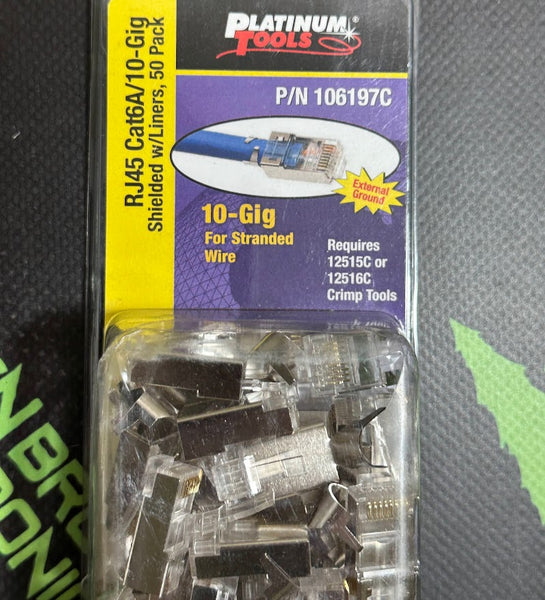 PLATINUM®
TOOLS
P/N 106197C
RJ45 Cat6A/10-Gig
Shielded w/Liners, 50 Pack
External
Ground
10-Gig
For Stranded
Wire
Requires
12515C or
12516C
Crimp Tools